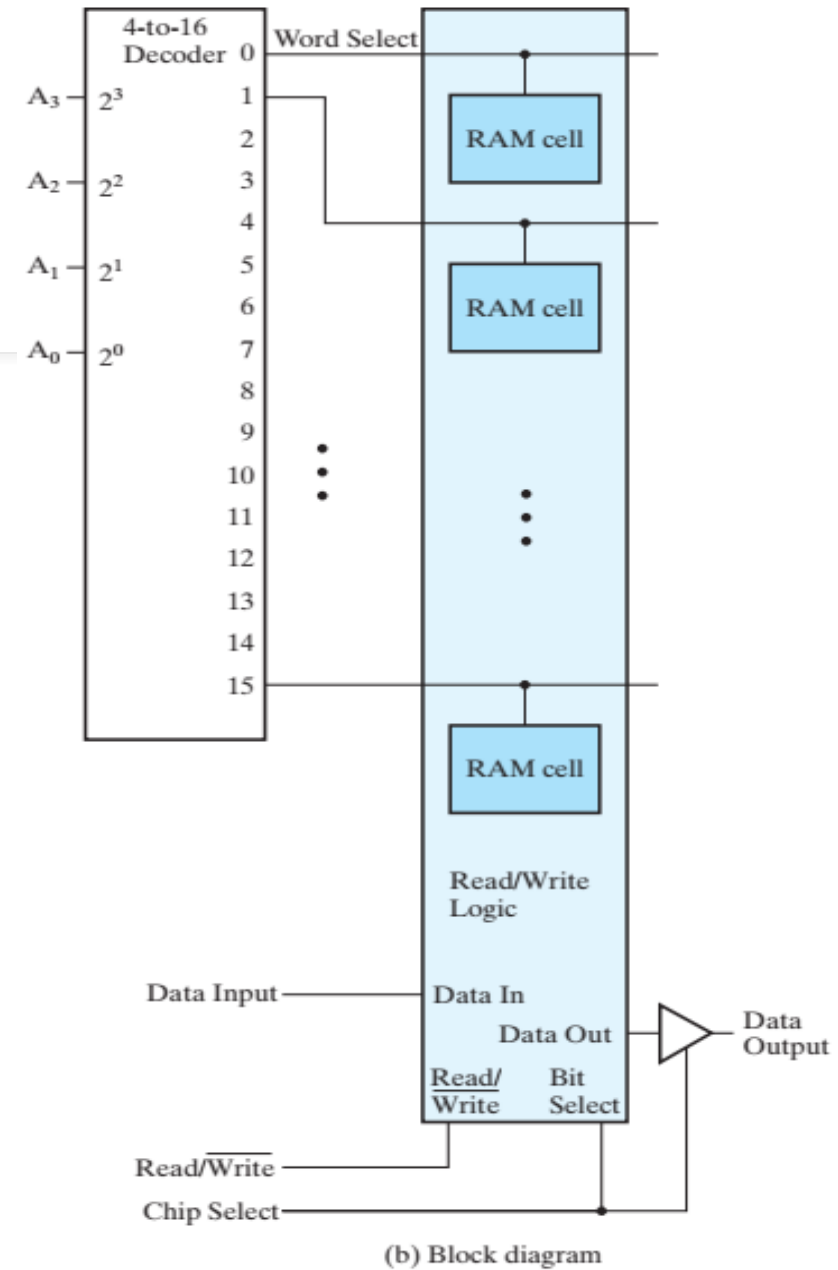 4-to-16
Decoder 0
Word Select
A₃ 2³ 1
RAM cell
2
A₂ 2² 3
4
A₁ 2¹ 5
RAM cell
6
A₀ 2⁰ 7
8
9
10
11
12
13
14
15
RAM cell
Read/Write
Logic
Data Input
Data In
Data Out
Data
Output
Read/
Write
Bit
Select
Read/Write
Chip Select
(b) Block diagram